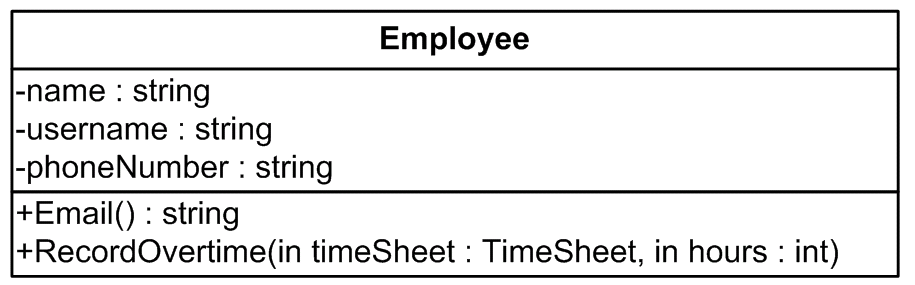 Employee
-name : string
-username : string
-phoneNumber : string
+Email() : string
+RecordOvertime(in timeSheet : TimeSheet, in hours : int)